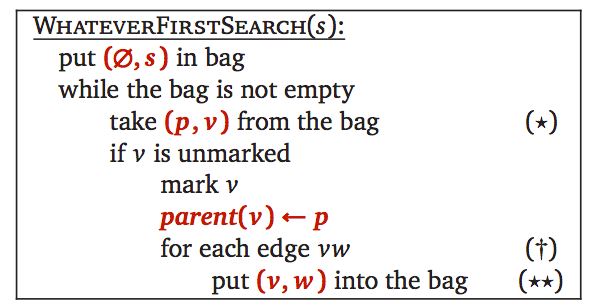 WHATEVERFIRSTSEARCH(s):
put (∅, s) in bag
while the bag is not empty
take (p, v) from the bag (⋆)
if v is unmarked
mark v
parent(v) ← p
for each edge vw (†)
put (v, w) into the bag (⋆⋆)